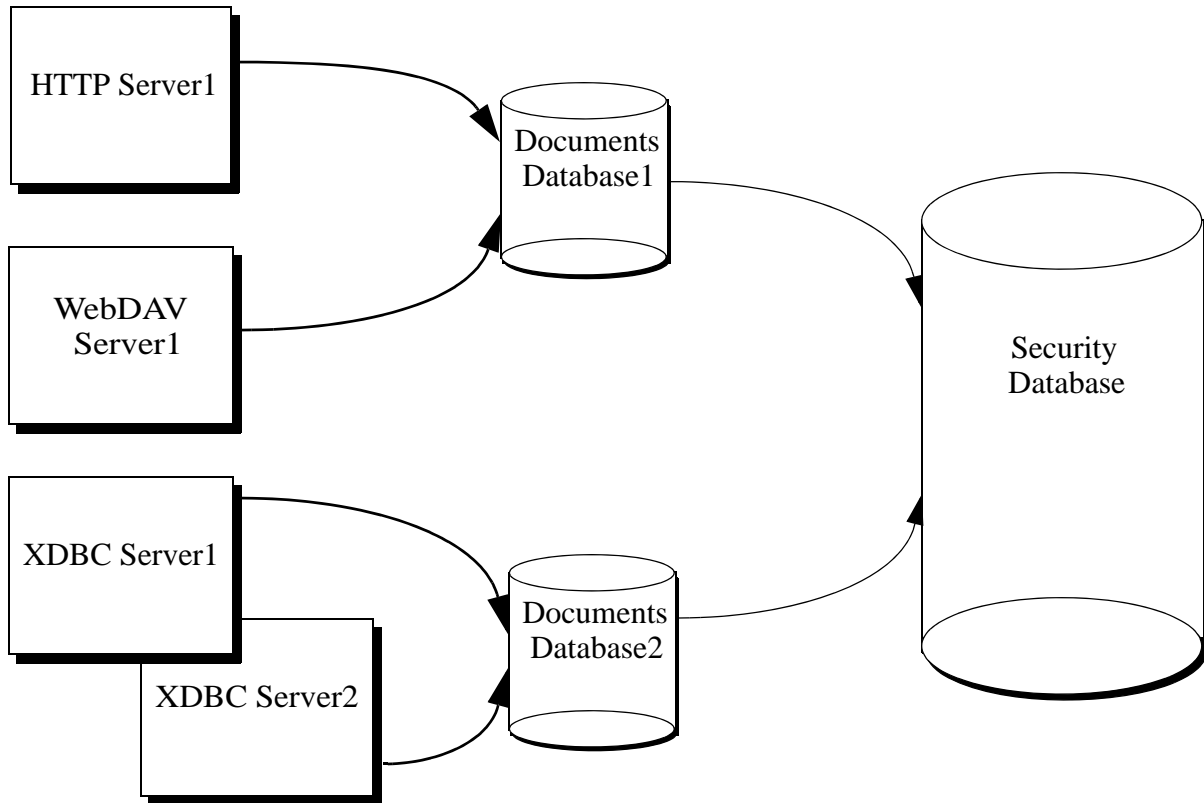 HTTP Server1
Documents
Database1
WebDAV
Server1
Security
Database
XDBC Server1
Documents
Database2
XDBC Server2